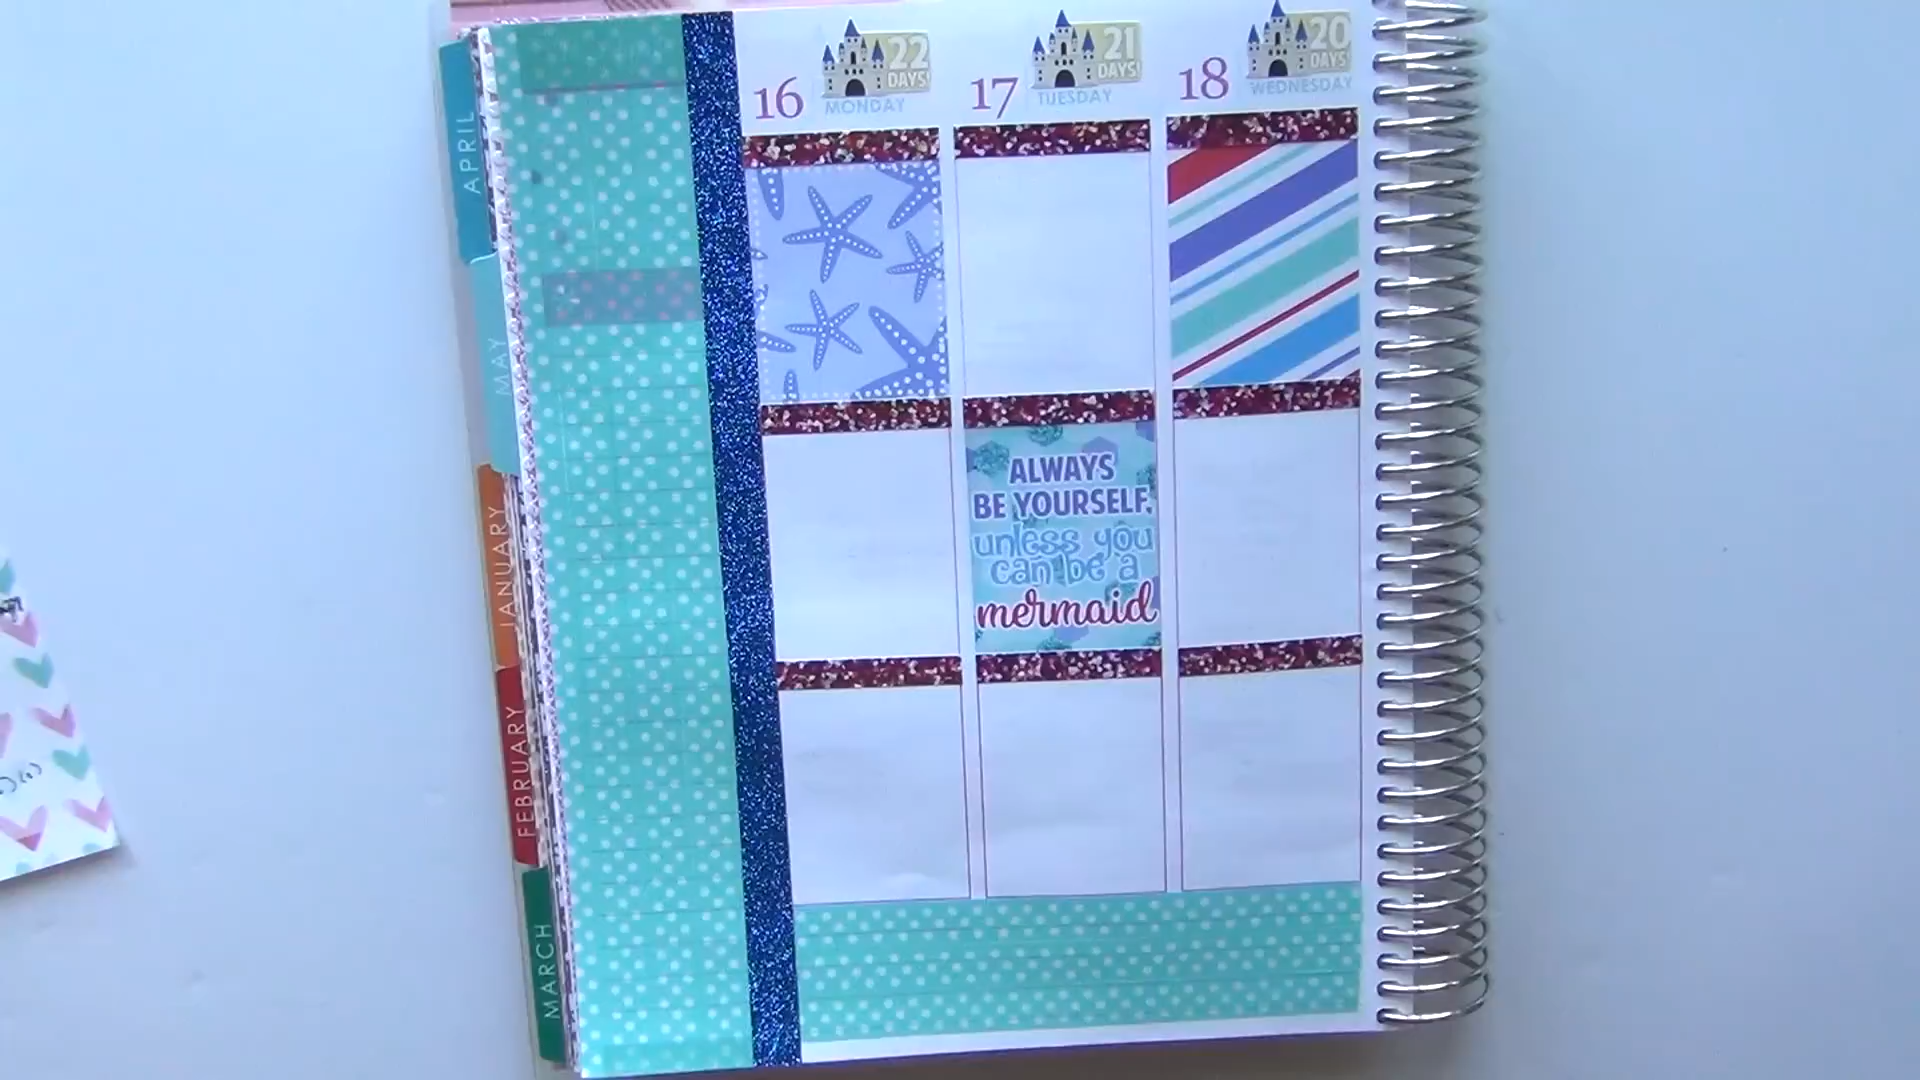 22
DAYS!
16
MONDAY
21
DAYS!
17
TUESDAY
20
DAYS!
18
WEDNESDAY
APRIL
MAY
JANUARY
FEBRUARY
MARCH
ALWAYS
BE YOURSELF.
unless you
can be a
mermaid